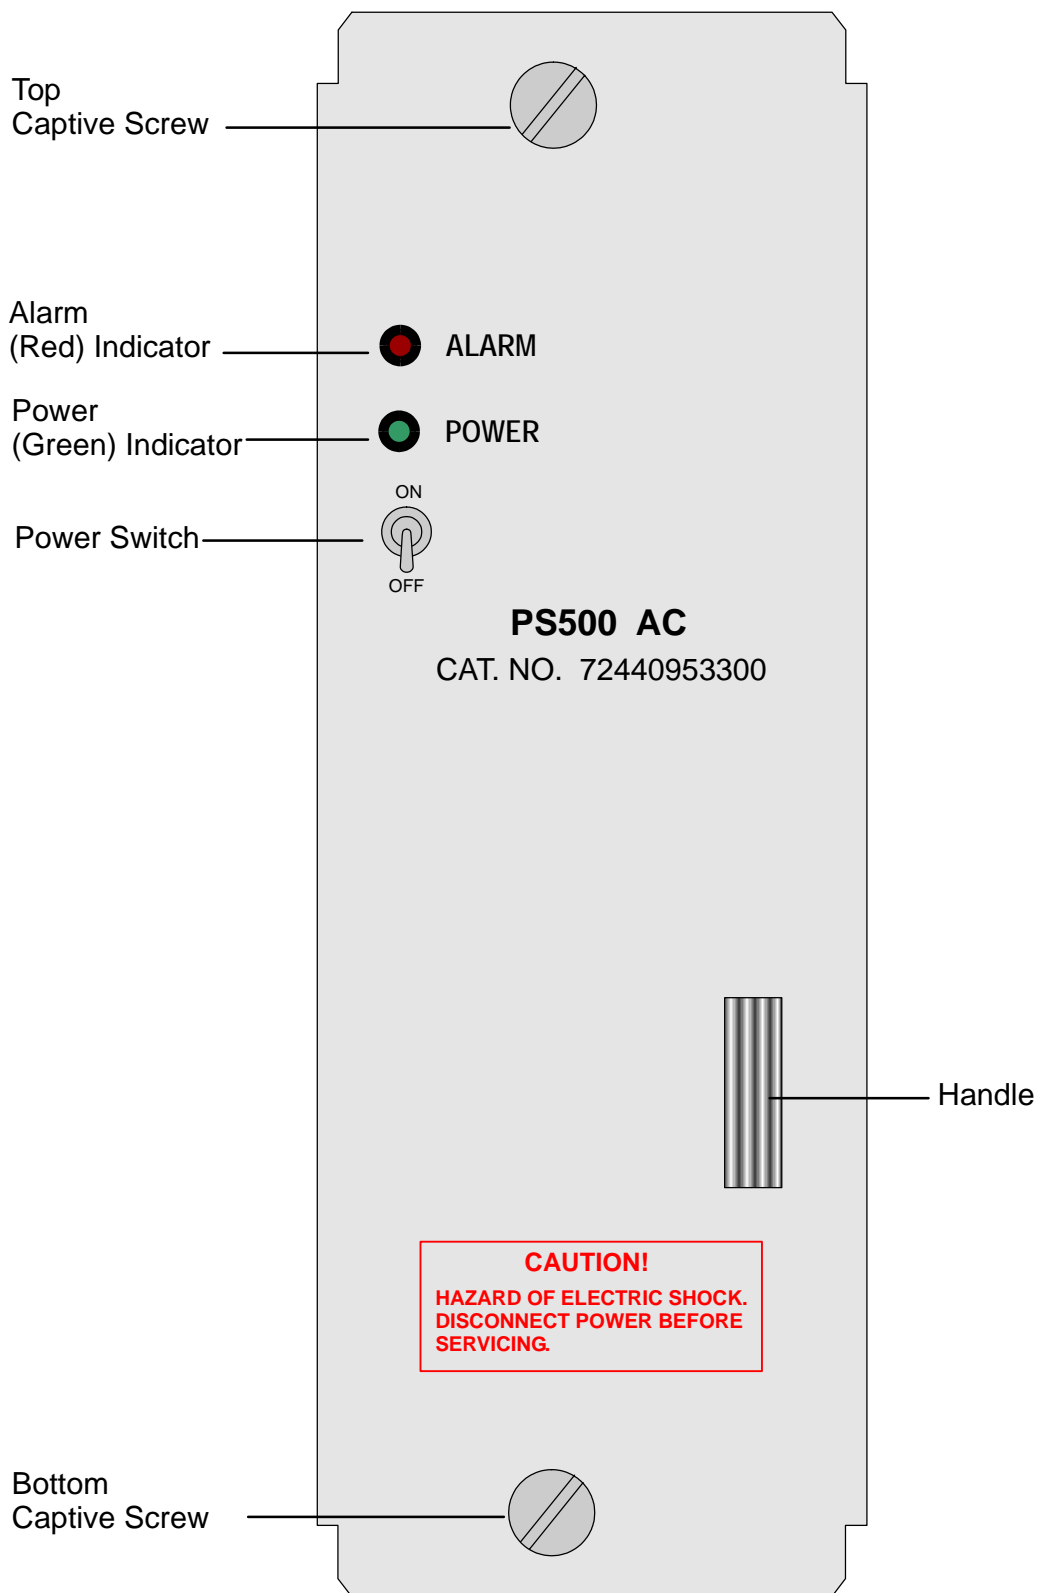 Top
Captive Screw
Alarm
(Red) Indicator
ALARM
Power
(Green) Indicator
POWER
ON
Power Switch
OFF
PS500 AC
CAT. NO. 72440953300
Handle
CAUTION!
HAZARD OF ELECTRIC SHOCK.
DISCONNECT POWER BEFORE
SERVICING.
Bottom
Captive Screw